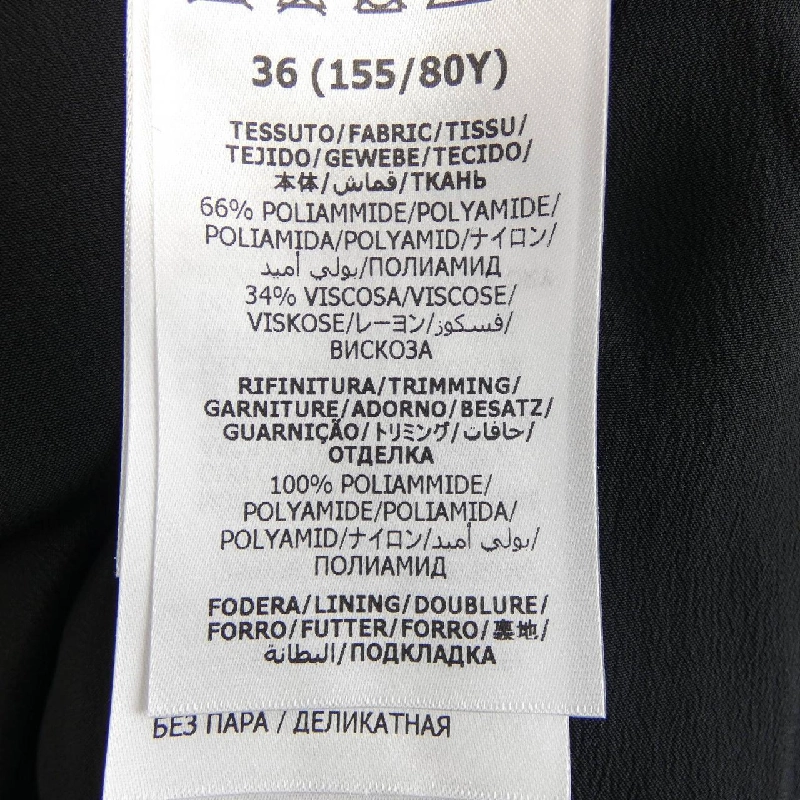 36 (155/80Y)
TESSUTO/FABRIC/TISSU/
TEJIDO/GEWEBE/TECIDO/
本体/قماش/ТКАНЬ
66% POLIAMMIDE/POLYAMIDE/
POLIAMIDA/POLYAMID/ナイロン/
بولي أميد/ПОЛИАМИД
34% VISCOSA/VISCOSE/
VISKOSE/レーヨン/فسكوز/
ВИСКОЗА
RIFINITURA/TRIMMING/
GARNITURE/ADORNO/BESATZ/
GUARNIÇÃO/トリミング/حافات/
ОТДЕЛКА
100% POLIAMMIDE/
POLYAMIDE/POLIAMIDA/
POLYAMID/ナイロン/بولي أميد/
ПОЛИАМИД
FODERA/LINING/DOUBLURE/
FORRO/FUTTER/FORRO/裏地/
البطانة/ПОДКЛАДКА
БЕЗ ПАРА / ДЕЛИКАТНАЯ